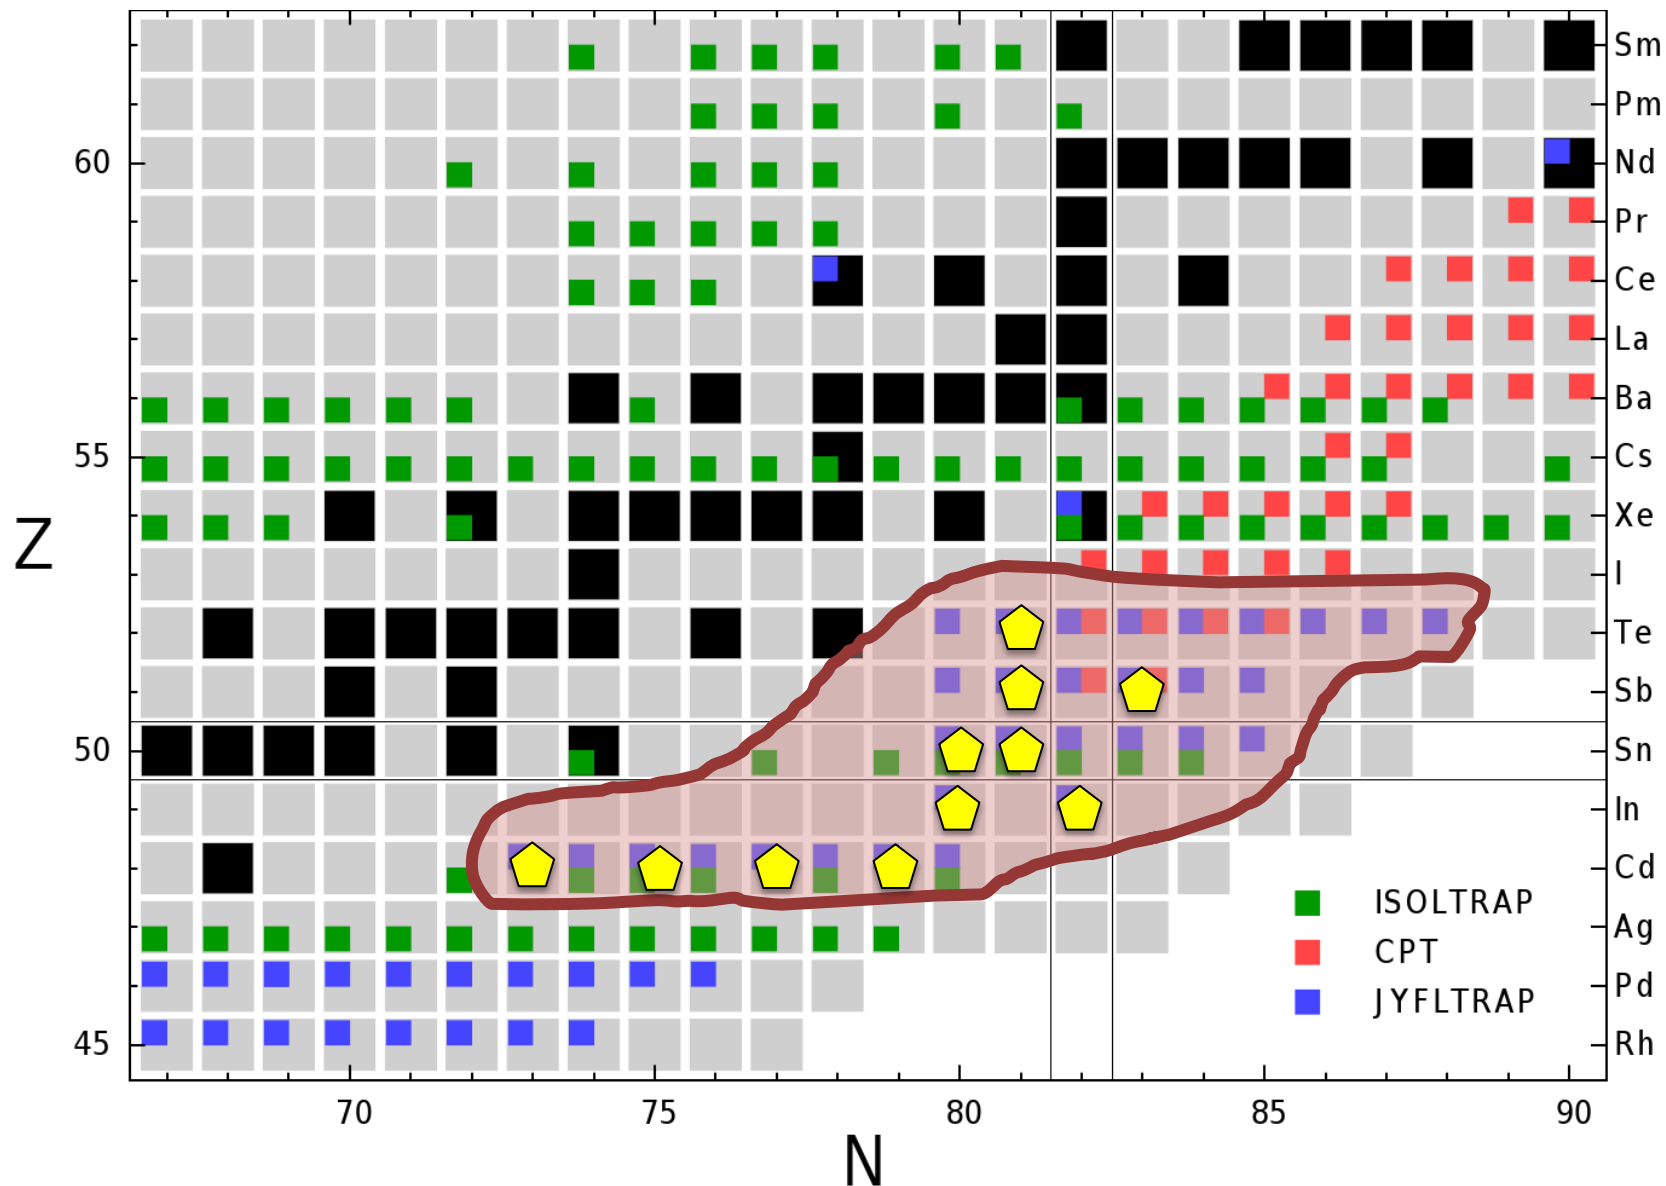 Sm
Pm
60
Nd
Pr
Ce
La
Ba
55
Cs
Xe
Z
I
Te
Sb
50
Sn
In
Cd
ISOLTRAP
Ag
CPT
Pd
JYFLTRAP
45
Rh
70
75
80
85
90
N